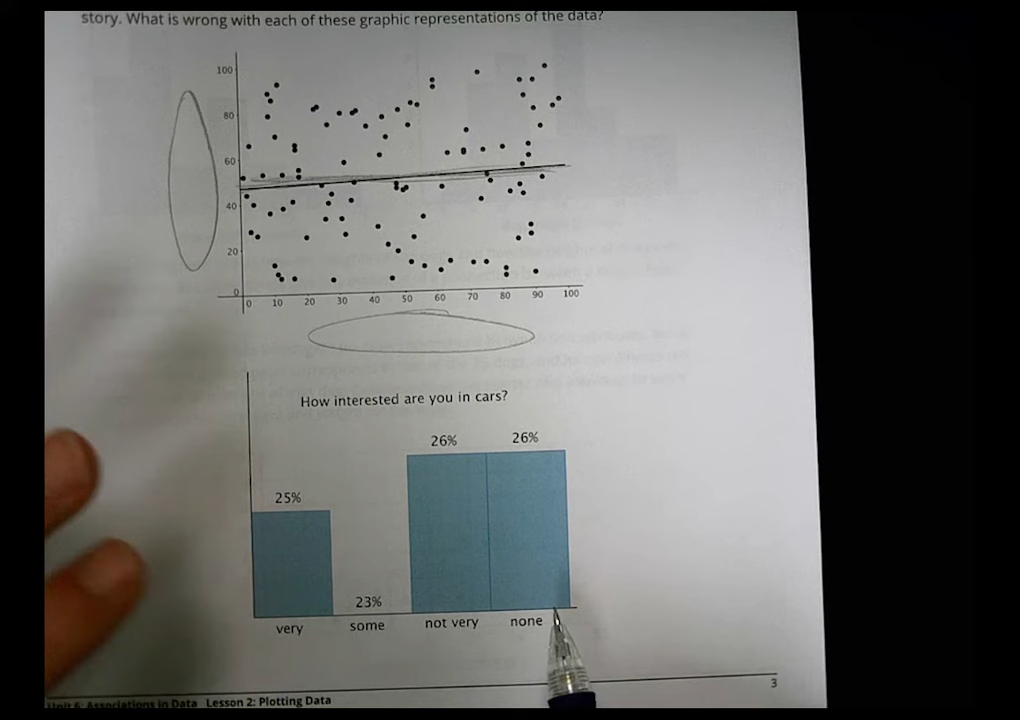 story. What is wrong with each of these graphic representations of the data?
100
80
60
40
20
0
0 10 20 30 40 50 60 70 80 90 100
How interested are you in cars?
26% 26%
25%
23%
very some not very none
3
Unit 6: Associations in Data Lesson 2: Plotting Data